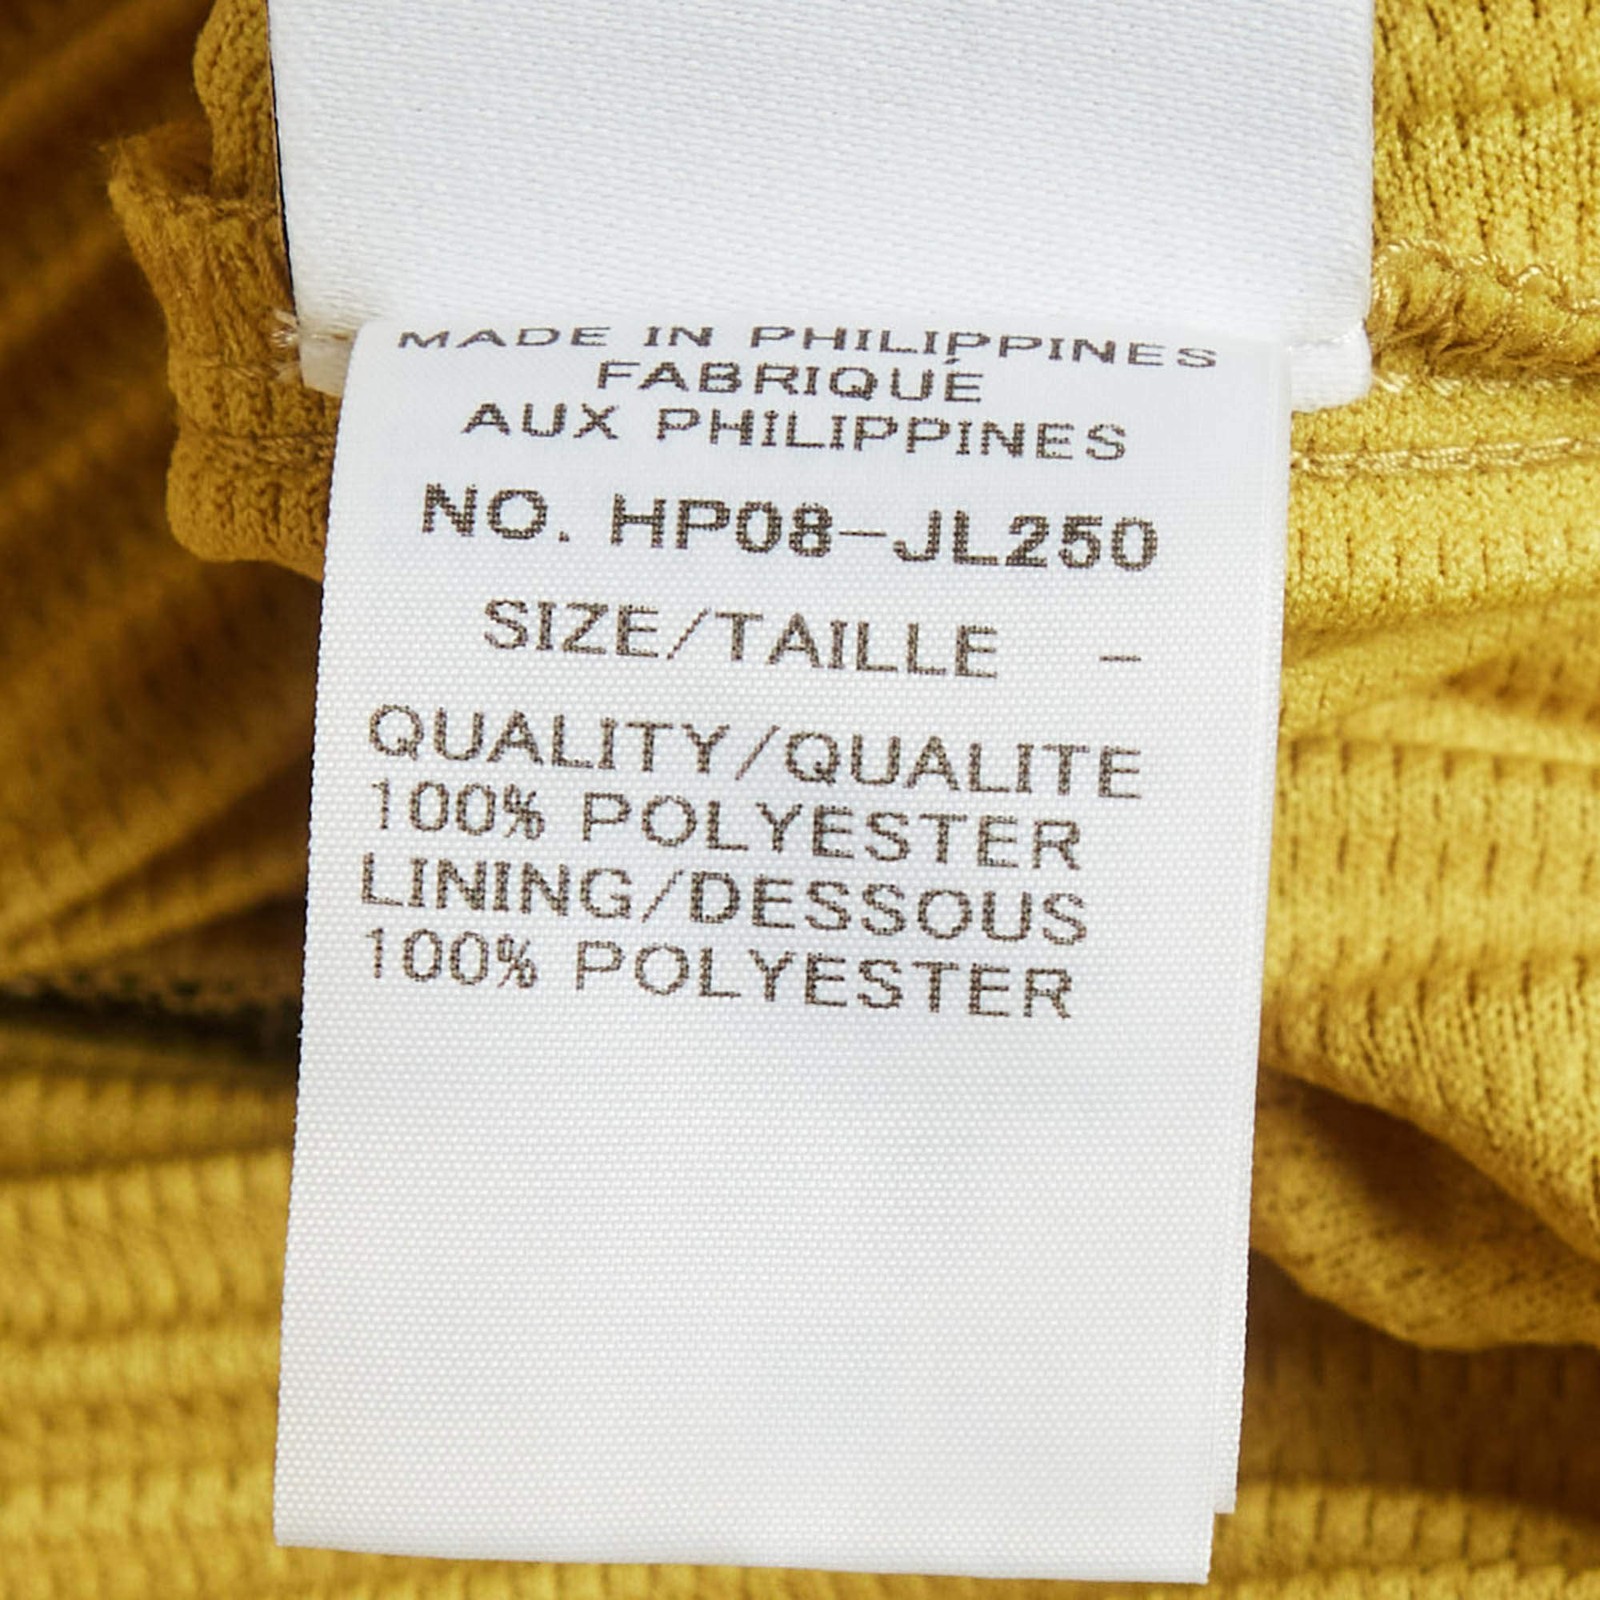 MADE IN PHILIPPINES
FABRIQUÉ
AUX PHILIPPINES
NO. HP08-JL250
SIZE/TAILLE -
QUALITY/QUALITE
100% POLYESTER
LINING/DESSOUS
100% POLYESTER